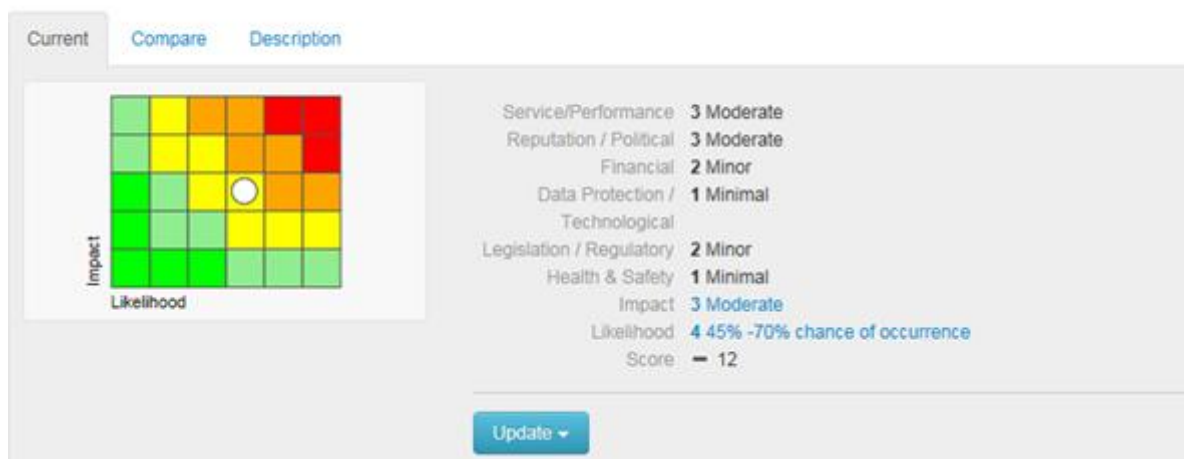 Current Compare Description
Impact
Likelihood
Service/Performance 3 Moderate
Reputation / Political 3 Moderate
Financial 2 Minor
Data Protection / 1 Minimal
Technological
Legislation / Regulatory 2 Minor
Health & Safety 1 Minimal
Impact 3 Moderate
Likelihood 4 45% -70% chance of occurrence
Score 12
Update